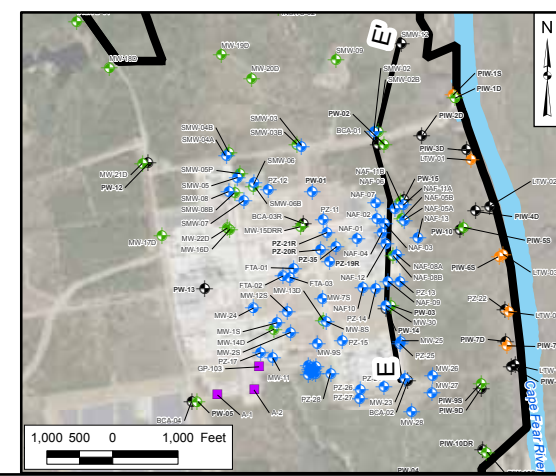 N
E'
SMW-09
MW-19D
MW-20D
SMW-02
SMW-02B
PIW-1S
PIW-1D
PW-02
BCA-01
PIW-2D
SMW-03
SMW-03B
SMW-04B
SMW-04A
PIW-3D
LTW-01
MW-21D
PW-12
SMW-05P
SMW-05
SMW-06
PZ-12
PW-01
NAF-11B
NAF-06
PW-15
LTW-02
SMW-08
SMW-08B
SMW-06B
NAF-07
NAF-11A
NAF-05B
NAF-05A
PIW-4D
SMW-07
BCA-03R
MW-15DRR
PZ-11
NAF-02
NAF-01
NAF-13
PW-10
PIW-5S
MW-17D
MW-22D
MW-16D
PZ-21R
PZ-20R
PZ-35
PZ-19R
NAF-04
NAF-03
PIW-6S
FTA-01
NAF-08A
NAF-08B
LTW-03
PW-13
FTA-02
FTA-03
MW-13D
NAF-12
NAF10
PZ-13
NAF-09
MW-12S
MW-7S
PZ-22
MW-24
PZ-14
MW-8S
PW-03
MW-30
MW-1S
MW-14D
PW-14
MW-2S
MW-9S
PZ-15
MW-25
PIW-7D
PZ-17
PZ-25
GIP-103
MW-11
E
MW-26
PZ-26
PZ-27
PZ-28
MW-23
BCA-02
MW-27
MW-28
PIW-9S
PIW-9D
BCA-04
PW-05
A-1
A-2
PIW-10DR
PW-04
Cape Fear River
1,000 500 0 1,000 Feet